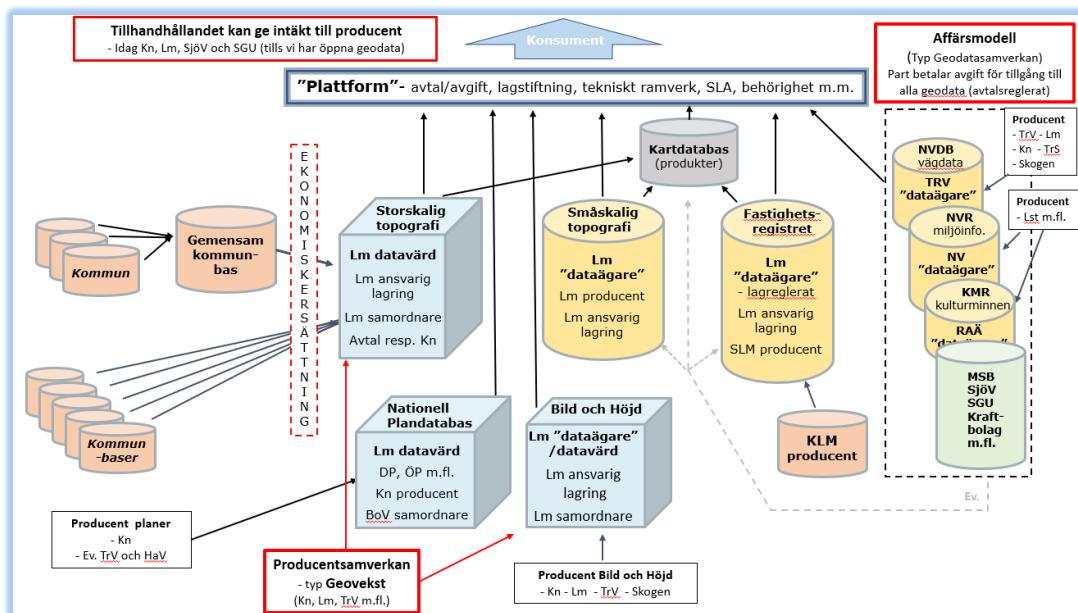 Tillhandhållandet kan ge intäkt till producent
- Idag Kn, Lm, SjöV och SGU (tills vi har öppna geodata)
Konsument
Affärsmodell
(Typ Geodatasamverkan)
Part betalar avgift för tillgång till
alla geodata (avtalsreglerat)
”Plattform”- avtal/avgift, lagstiftning, tekniskt ramverk, SLA, behörighet m.m.
EKONOMISKERSÄTTNING
Kommun
Gemensam
kommun-
bas
Kommun
-baser
Storskalig
topografi
Lm datavärd
Lm ansvarig
lagring
Lm samordnare
Avtal resp. Kn
Kartdatabas
(produkter)
Småskalig
topografi
Lm
”dataägare”
Lm producent
Lm ansvarig
lagring
Fastighets-
registret
Lm
”dataägare”
- lagreglerat
Lm ansvarig
lagring
SLM producent
NVDB
vägdata
TRV
”dataägare”
NVR
miljöinfo.
NV
”dataägare”
KMR
kulturminnen
RAÄ
MSB
SjöV
SGU
Kraft-
bolag
m.fl.
Producent
- TrV - Lm
- Kn - TrS
- Skogen
Producent
- Lst m.fl.
Nationell
Plandatabas
Lm datavärd
DP, ÖP m.fl.
Kn producent
BoV samordnare
Bild och Höjd
Lm ”dataägare”
/datavärd
Lm ansvarig
lagring
Lm samordnare
KLM
producent
Ev.
Producent planer
- Kn
- Ev. TrV och HaV
Producentsamverkan
- typ Geovekst
(Kn, Lm, TrV m.fl.)
Producent Bild och Höjd
- Kn - Lm - TrV - Skogen